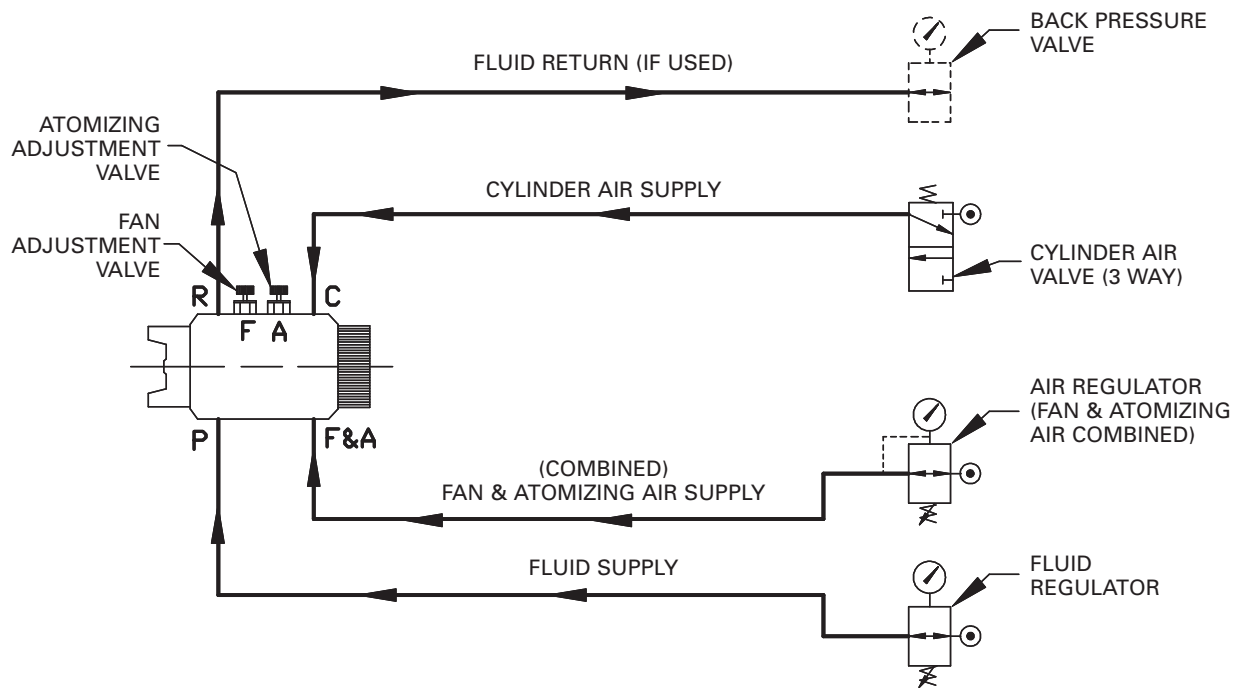 BACK PRESSURE
VALVE
FLUID RETURN (IF USED)
ATOMIZING
ADJUSTMENT
VALVE
CYLINDER AIR SUPPLY
FAN
ADJUSTMENT
VALVE
CYLINDER AIR
VALVE (3 WAY)
R
C
F
A
P
F&A
AIR REGULATOR
(FAN & ATOMIZING
AIR COMBINED)
(COMBINED)
FAN & ATOMIZING AIR SUPPLY
FLUID SUPPLY
FLUID
REGULATOR